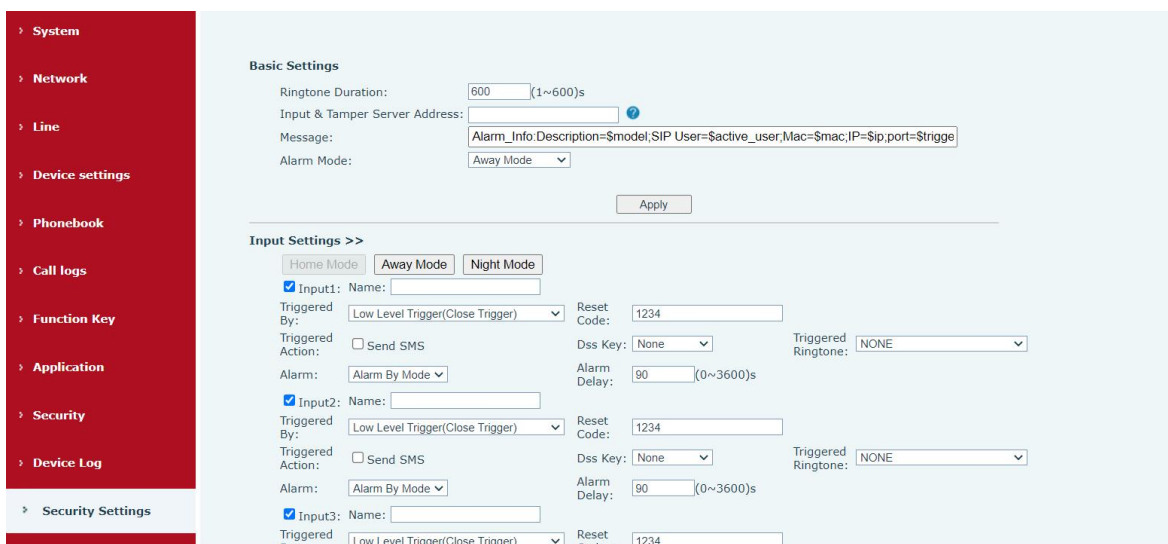 System
Network
Line
Device settings
Phonebook
Call logs
Function Key
Application
Security
Device Log
Security Settings
Basic Settings
Ringtone Duration: 600 (1~600)s
Input & Tamper Server Address: ?
Message: Alarm_Info:Description=$model;SIP User=$active_user;Mac=$mac;IP=$ip;port=$trigge
Alarm Mode: Away Mode
Apply
Input Settings >>
Home Mode Away Mode Night Mode
Input1: Name:
Triggered By: Low Level Trigger(Close Trigger) Reset Code: 1234
Triggered Action: Send SMS Dss Key: None Triggered Ringtone: NONE
Alarm: Alarm By Mode Alarm Delay: 90 (0~3600)s
Input2: Name:
Triggered By: Low Level Trigger(Close Trigger) Reset Code: 1234
Triggered Action: Send SMS Dss Key: None Triggered Ringtone: NONE
Alarm: Alarm By Mode Alarm Delay: 90 (0~3600)s
Input3: Name:
Triggered Low Level Trigger(Close Trigger) Reset 1234